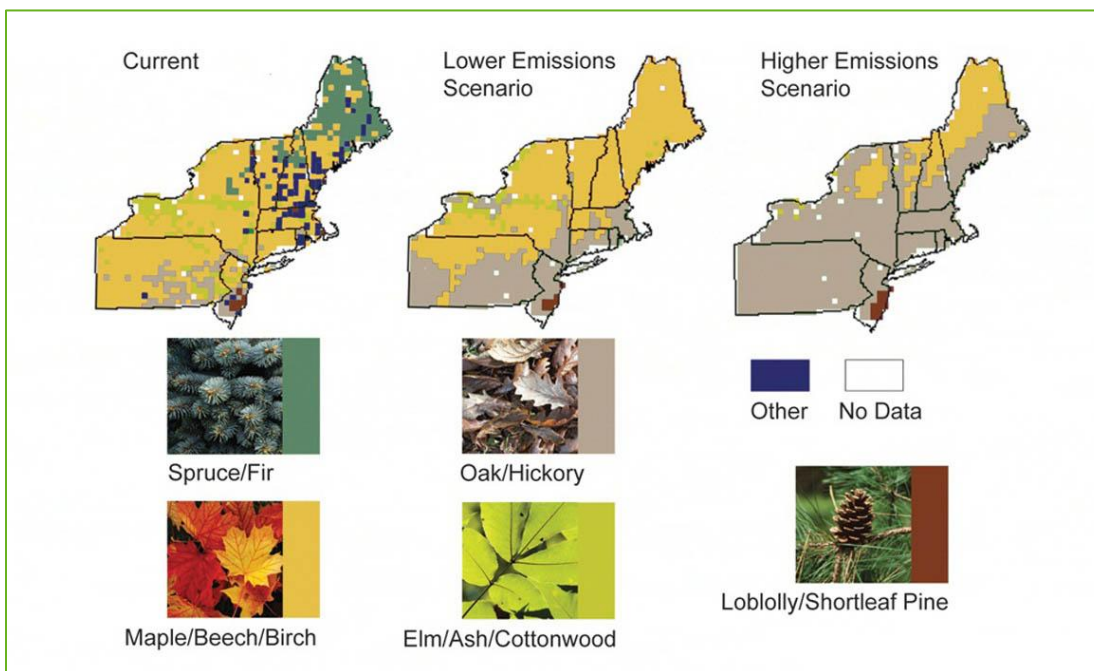 Current
Lower Emissions
Scenario
Higher Emissions
Scenario
Spruce/Fir
Oak/Hickory
Other
No Data
Maple/Beech/Birch
Elm/Ash/Cottonwood
Loblolly/Shortleaf Pine